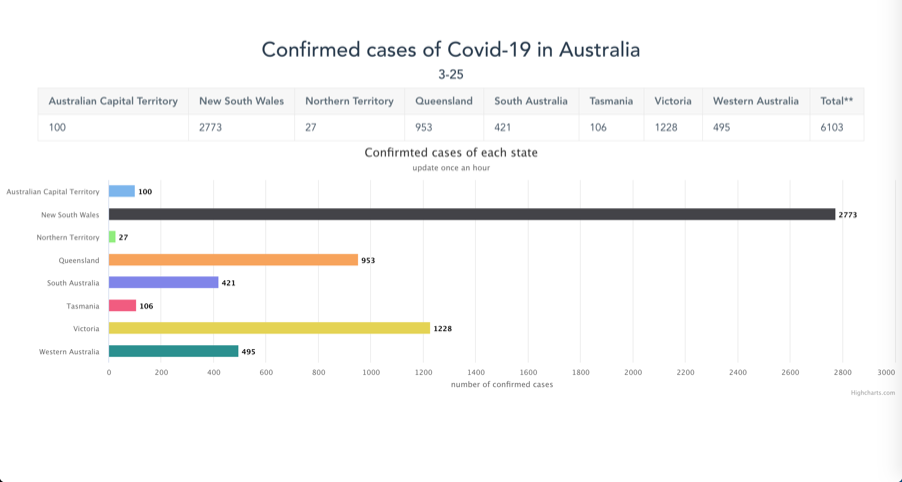 Confirmed cases of Covid-19 in Australia
3-25
Australian Capital Territory New South Wales Northern Territory Queensland South Australia Tasmania Victoria Western Australia Total**
100 2773 27 953 421 106 1228 495 6103
Confirmted cases of each state
update once an hour
Australian Capital Territory 100
New South Wales 2773
Northern Territory 27
Queensland 953
South Australia 421
Tasmania 106
Victoria 1228
Western Australia 495
0 200 400 600 800 1000 1200 1400 1600 1800 2000 2200 2400 2600 2800 3000
number of confirmed cases
Highcharts.com